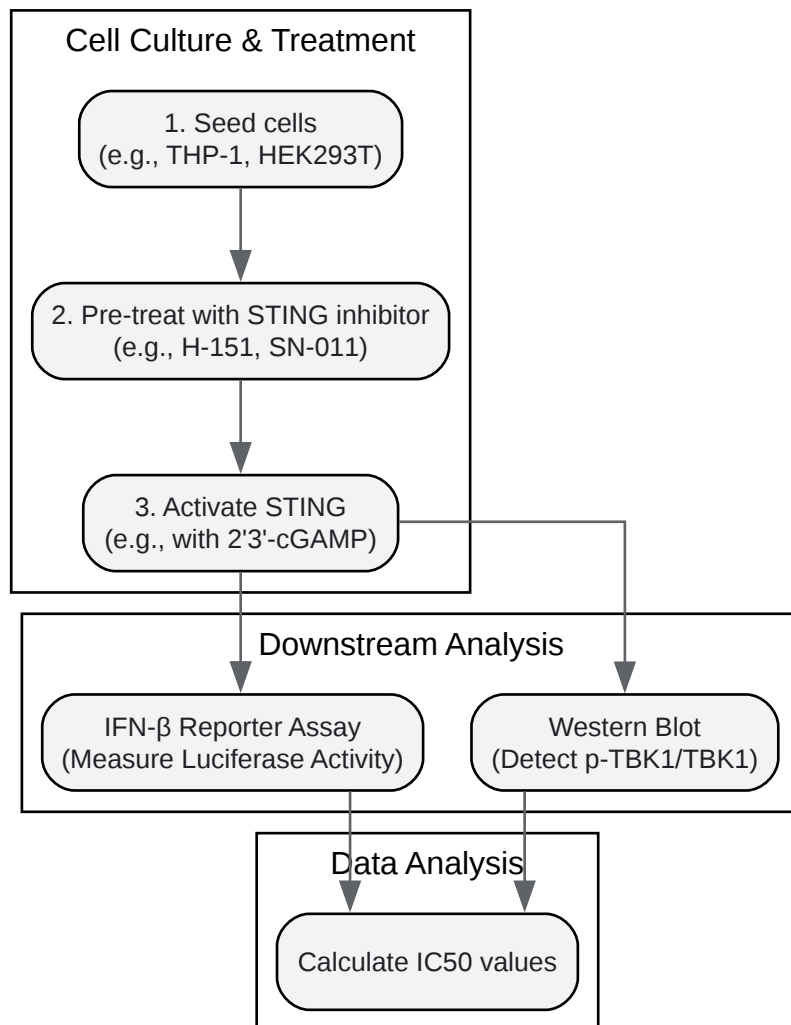 Cell Culture & Treatment
1. Seed cells
(e.g., THP-1, HEK293T)
2. Pre-treat with STING inhibitor
(e.g., H-151, SN-011)
3. Activate STING
(e.g., with 2'3'-cGAMP)
Downstream Analysis
IFN-β Reporter Assay
(Measure Luciferase Activity)
Western Blot
(Detect p-TBK1/TBK1)
Data Analysis
Calculate IC50 values